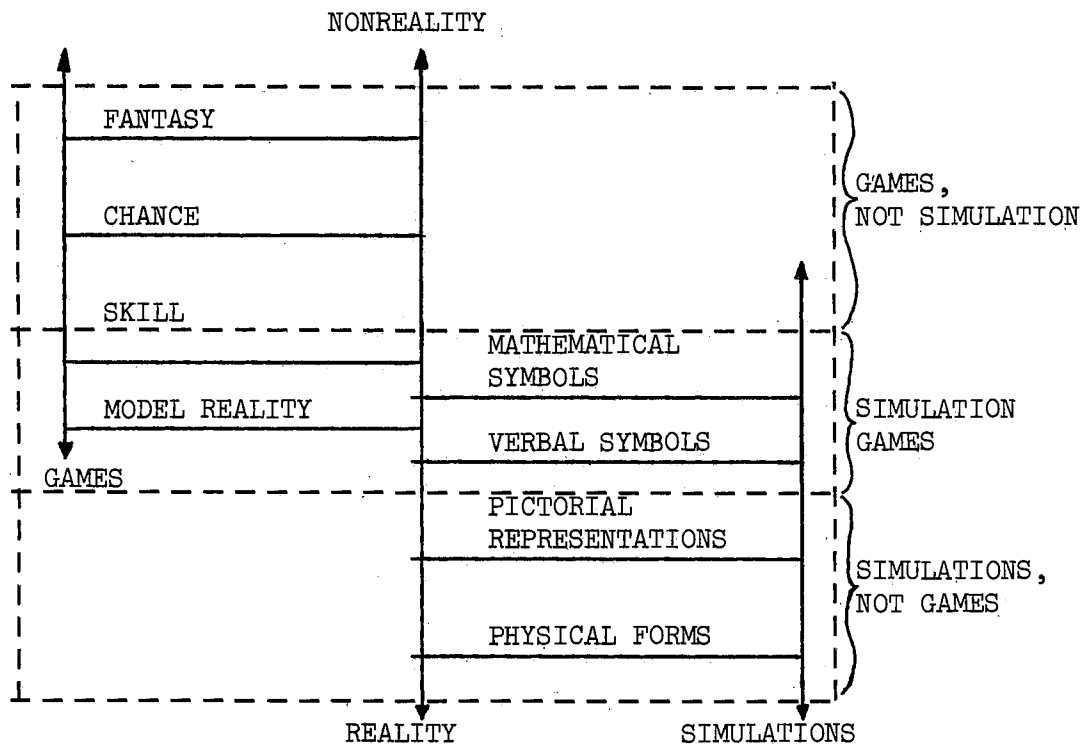 NONREALITY
FANTASY
CHANCE
SKILL
MODEL REALITY
GAMES
MATHEMATICAL
SYMBOLS
VERBAL SYMBOLS
PICTORIAL
REPRESENTATIONS
PHYSICAL FORMS
GAMES,
NOT SIMULATION
SIMULATION
GAMES
SIMULATIONS,
NOT GAMES
REALITY
SIMULATIONS